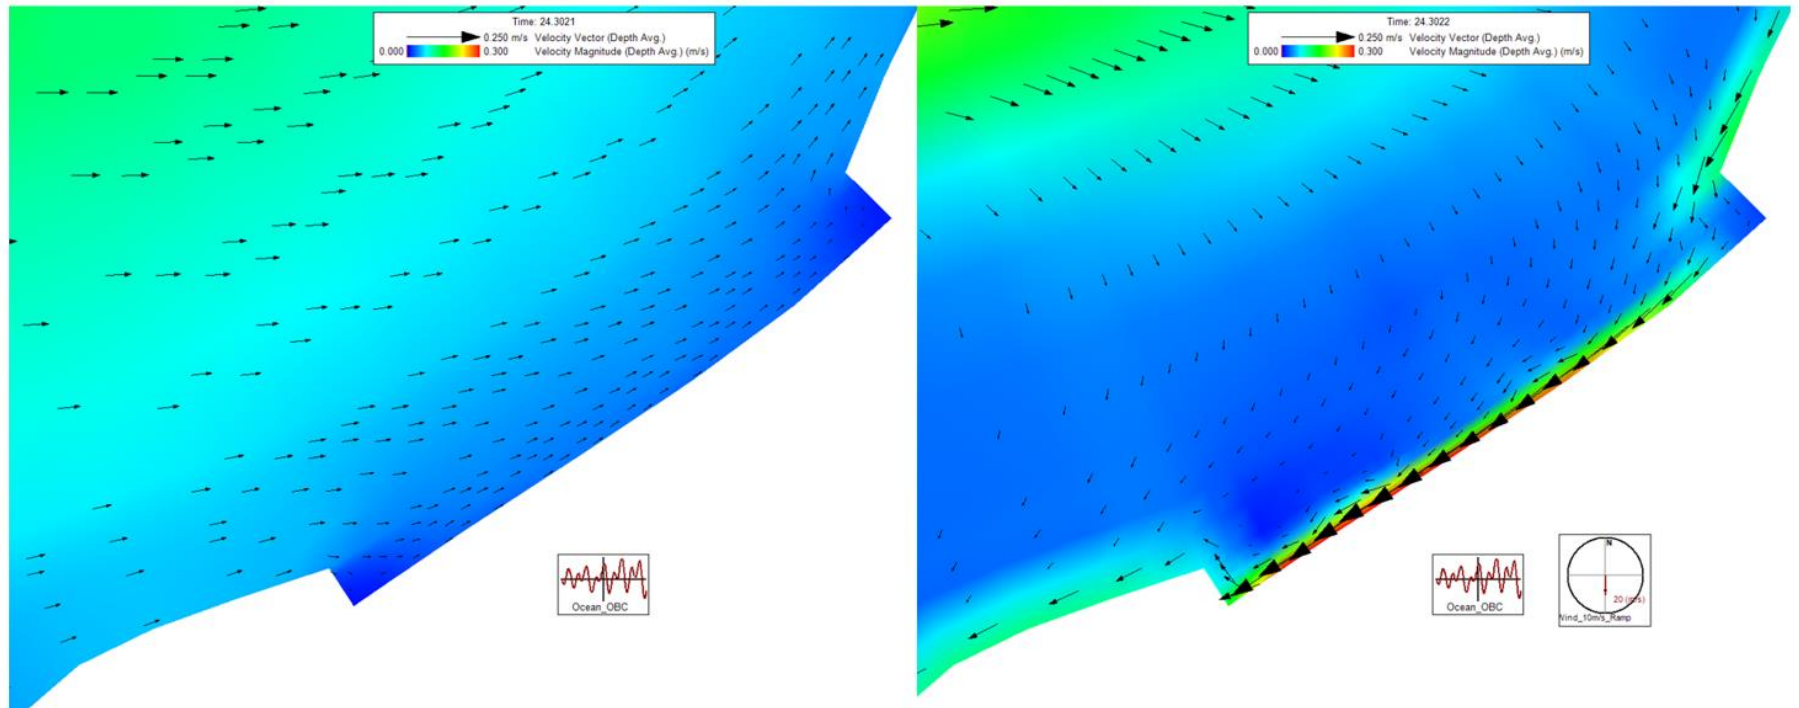 Time: 24.3021
0.250 m/s Velocity Vector (Depth Avg.)
0.000 0.300 Velocity Magnitude (Depth Avg.) (m/s)
Ocean_OBC
Time: 24.3022
0.250 m/s Velocity Vector (Depth Avg.)
0.000 0.300 Velocity Magnitude (Depth Avg.) (m/s)
Ocean_OBC
N
20 (m/s)
Wind_10m/s_Ramp